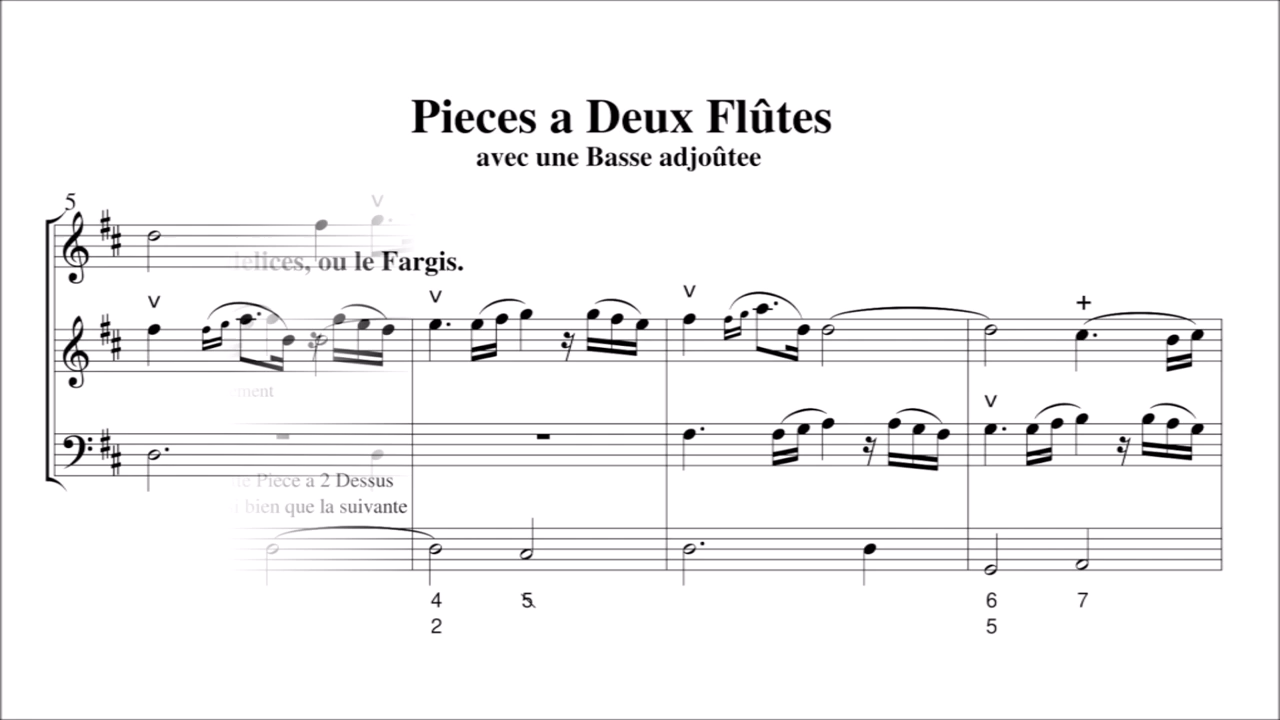 Pieces a Deux Flûtes
avec une Basse adjoûtee
5
elices, ou le Fargis.
ement
Piece a 2 Dessus
bien que la suivante
4 5 6 7
2 5